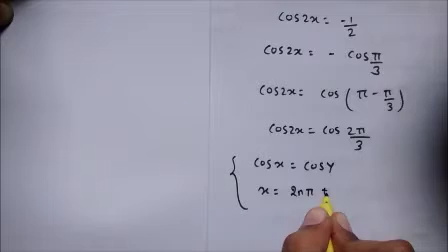 cos2x = -1/2
cos2x = - cos π/3
cos2x = cos (π - π/3)
cos2x = cos 2π/3
cosx = cosy
x = 2nπ +